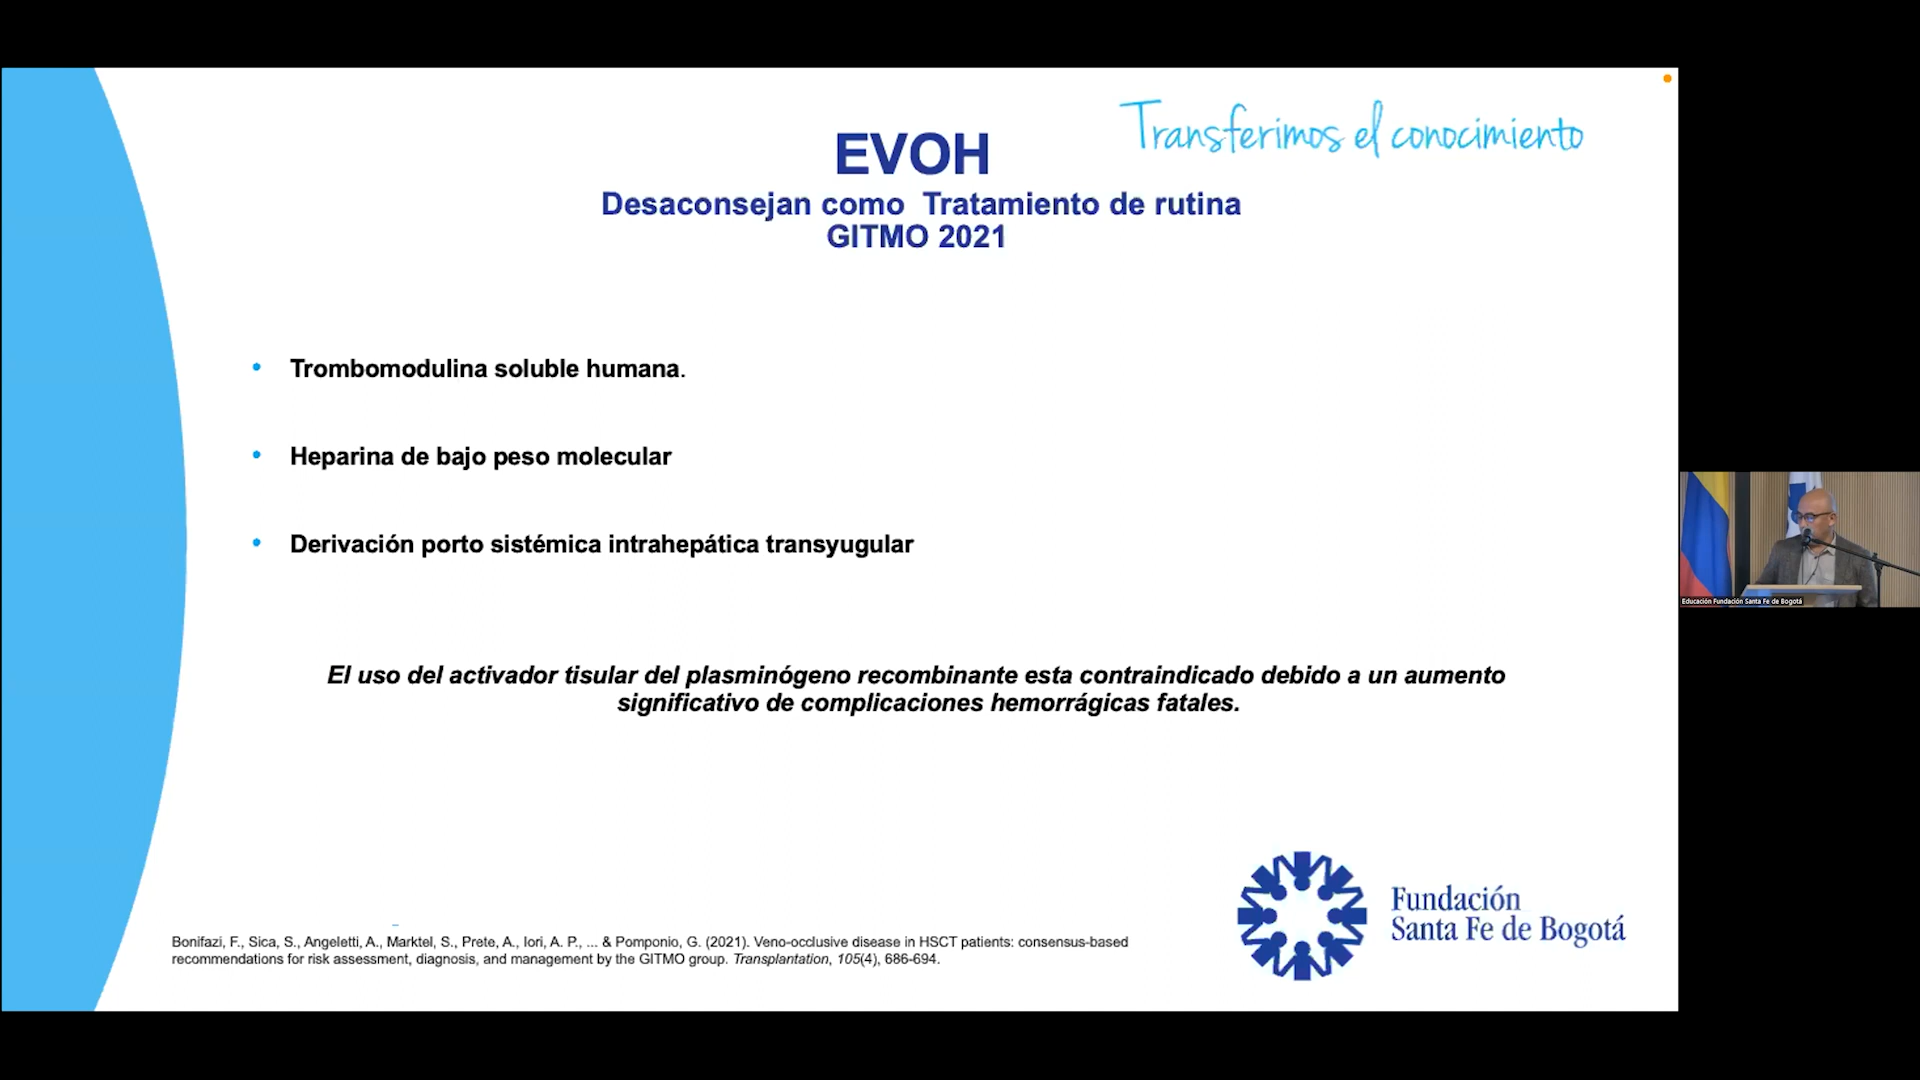 Transferimos el conocimiento
EVOH
Desaconsejan como Tratamiento de rutina
GITMO 2021
• Trombomodulina soluble humana.
• Heparina de bajo peso molecular
• Derivación porto sistémica intrahepática transyugular
El uso del activador tisular del plasminógeno recombinante esta contraindicado debido a un aumento
significativo de complicaciones hemorrágicas fatales.
Bonifazi, F., Sica, S., Angeletti, A., Marktel, S., Prete, A., Iori, A. P., ... & Pomponio, G. (2021). Veno-occlusive disease in HSCT patients: consensus-based
recommendations for risk assessment, diagnosis, and management by the GITMO group. Transplantation, 105(4), 686-694.
Fundación
Santa Fe de Bogotá
Educación Fundación Santa Fe de Bogotá